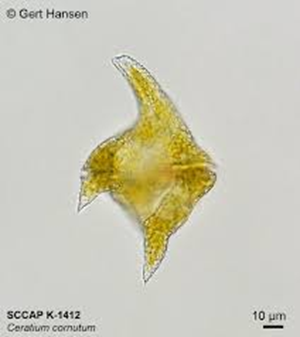 © Gert Hansen
SCCAP K-1412
Ceratium cornutum
10 µm